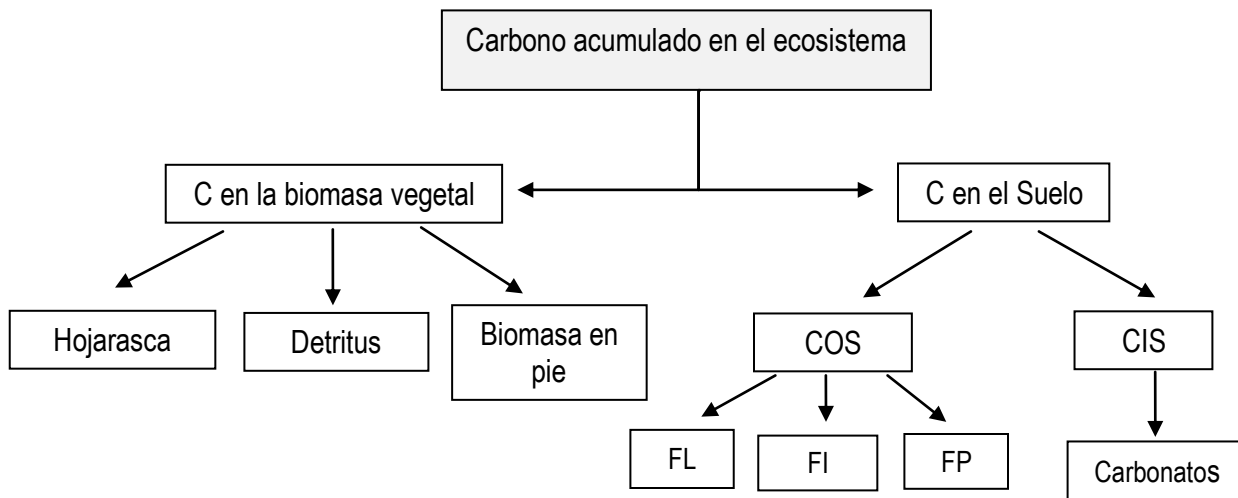 Carbono acumulado en el ecosistema
C en la biomasa vegetal
C en el Suelo
Hojarasca
Detritus
Biomasa en
pie
COS
CIS
FL
FI
FP
Carbonatos